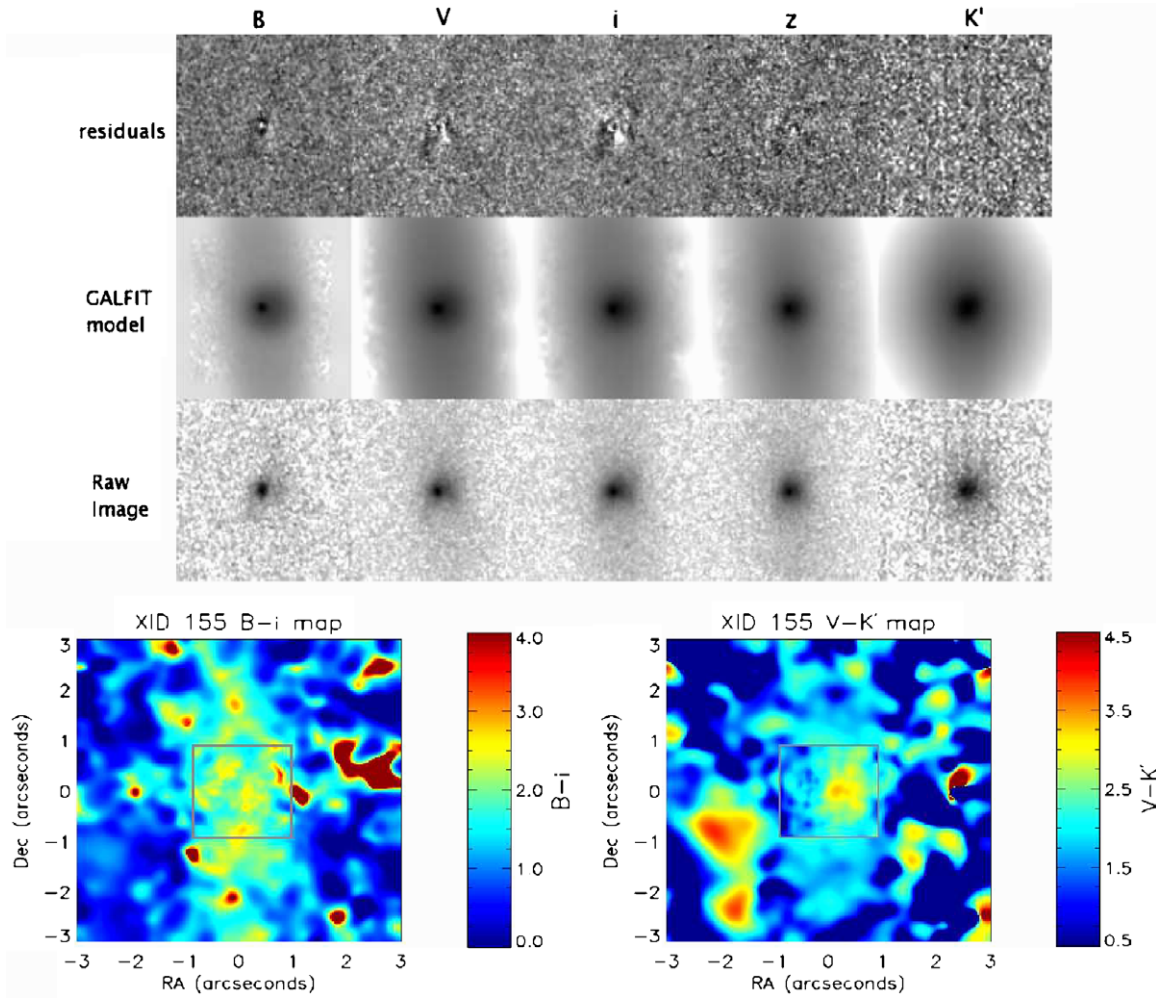 B V i z K'
residuals
GALFIT
model
Raw
Image
XID 155 B-i map
3
2
1
0
-1
-2
-3
-3 -2 -1 0 1 2 3
Dec (arcseconds)
RA (arcseconds)
4.0
3.0
2.0
1.0
0.0
B-i
XID 155 V-K' map
3
2
1
0
-1
-2
-3
-3 -2 -1 0 1 2 3
Dec (arcseconds)
RA (arcseconds)
4.5
3.5
2.5
1.5
0.5
V-K'